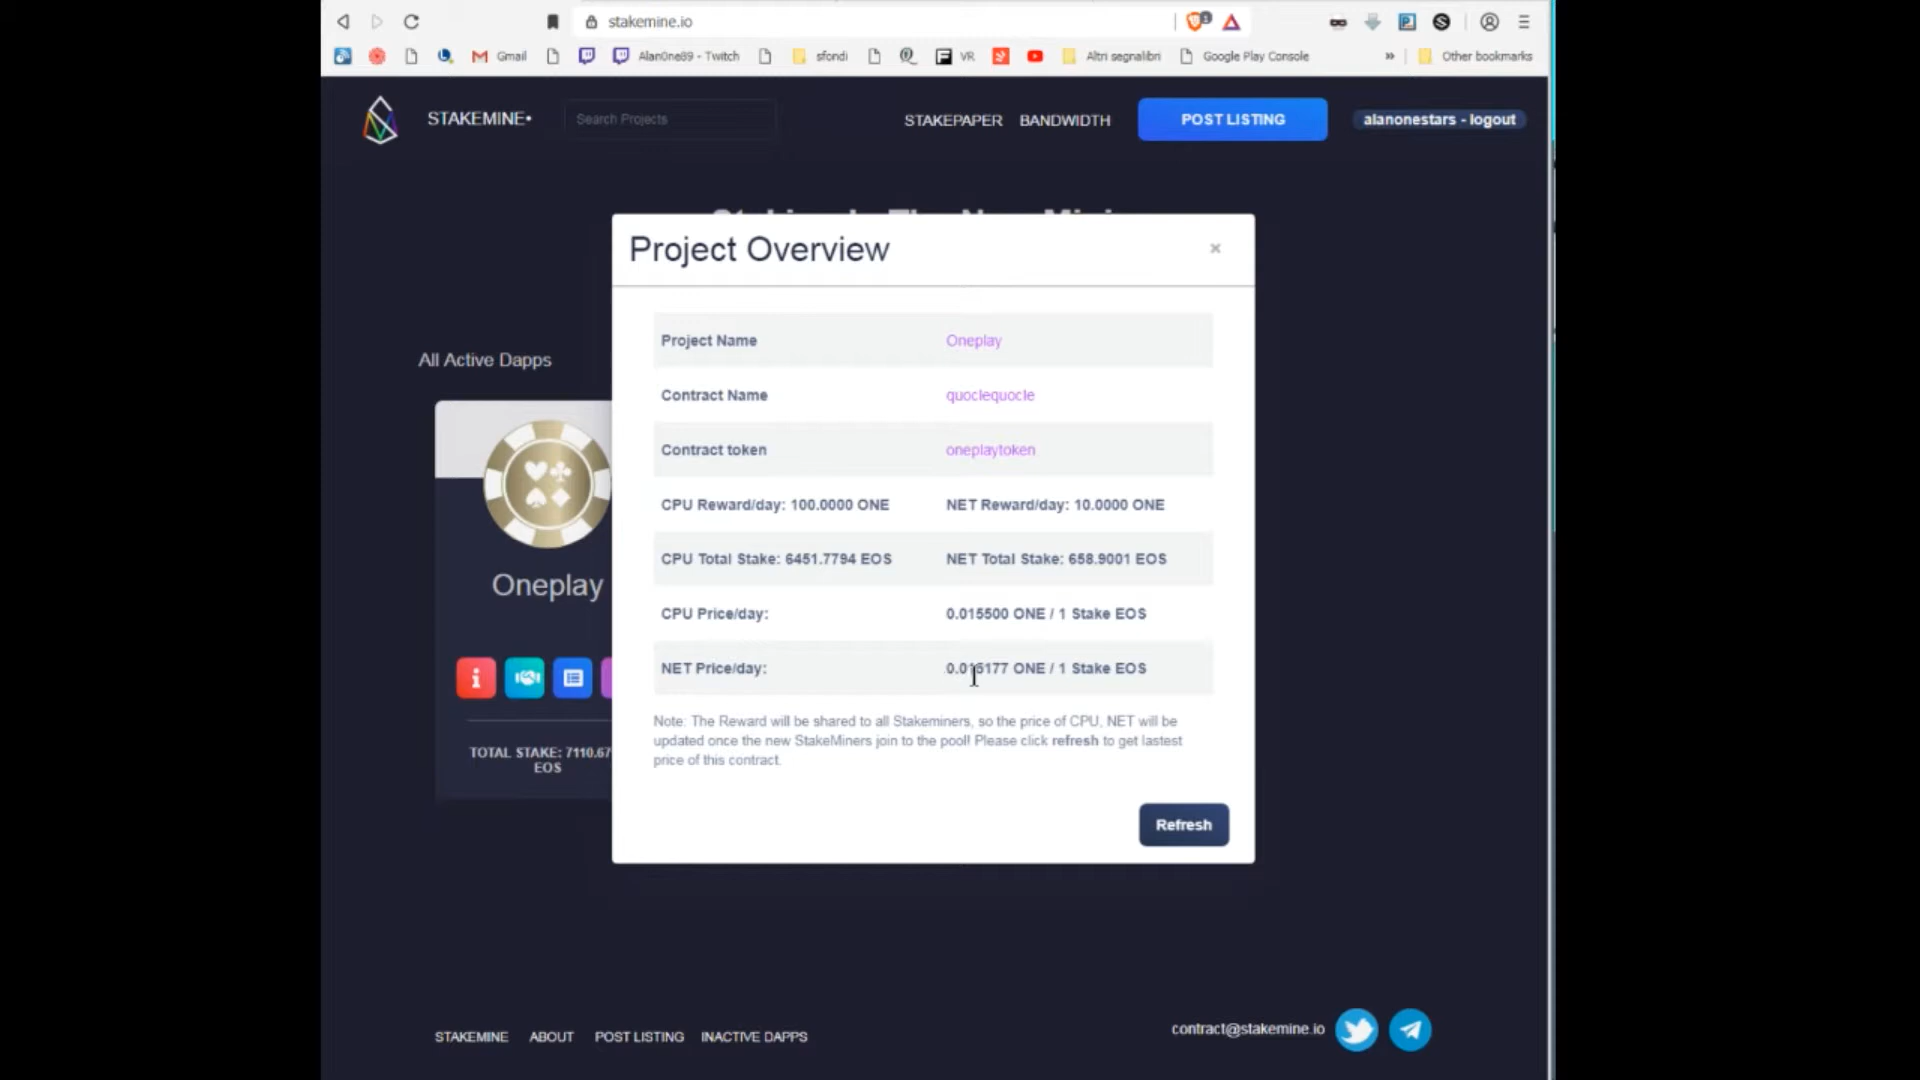 stakemine.io
Gmail
Alan0ne89 - Twitch
sfondi
VR
Altri segnalibri
Google Play Console
»
Other bookmarks
STAKEMINE•
Search Projects
STAKEPAPER
BANDWIDTH
POST LISTING
alanonestars - logout
Project Overview
×
All Active Dapps
Project Name Oneplay
Contract Name quoclequocle
Contract token oneplaytoken
CPU Reward/day: 100.0000 ONE NET Reward/day: 10.0000 ONE
CPU Total Stake: 6451.7794 EOS NET Total Stake: 658.9001 EOS
CPU Price/day: 0.015500 ONE / 1 Stake EOS
NET Price/day: 0.015177 ONE / 1 Stake EOS
Note: The Reward will be shared to all Stakeminers, so the price of CPU, NET will be
updated once the new StakeMiners join to the pool! Please click refresh to get lastest
price of this contract.
Refresh
Oneplay
TOTAL STAKE: 7110.67
EOS
STAKEMINE
ABOUT
POST LISTING
INACTIVE DAPPS
contract@stakemine.io